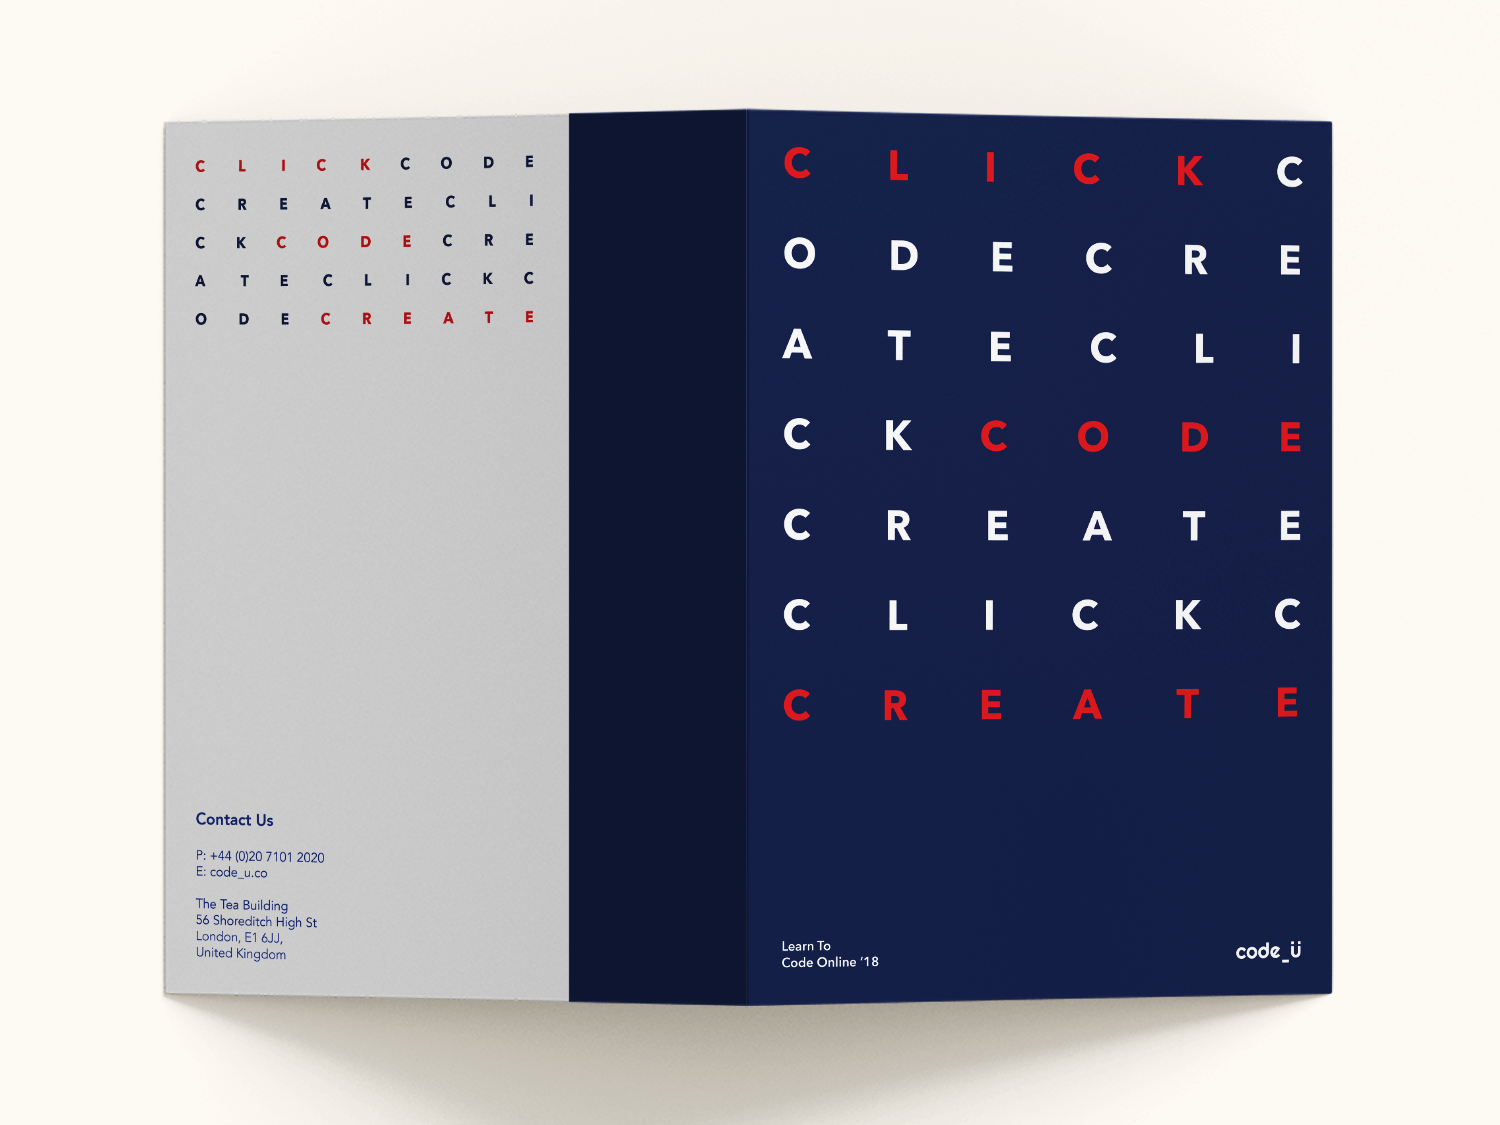 C L I C K C O D E
C R E A T E C L I
C K C O D E C R E
A T E C L I C K C
O D E C R E A T E
Contact Us
P: +44 (0)20 7101 2020
E: code_u.co
The Tea Building
56 Shoreditch High St
London, E1 6JJ,
United Kingdom
C L I C K C
O D E C R E
A T E C L I
C K C O D E
C R E A T E
C L I C K C
C R E A T E
Learn To
Code Online ‘18
code_ü